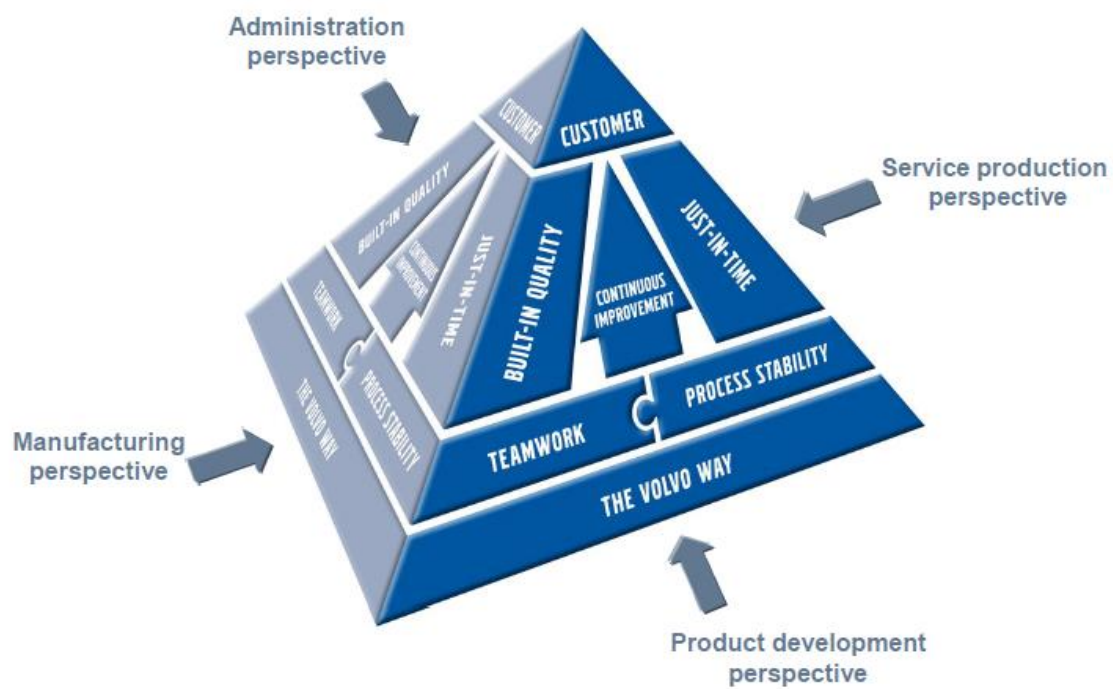 Administration
perspective
CUSTOMER
CUSTOMER
Service production
perspective
BUILT-IN QUALITY
CONTINUOUS
IMPROVEMENT
JUST-IN-TIME
BUILT-IN QUALITY
CONTINUOUS
IMPROVEMENT
JUST-IN-TIME
TEAMWORK
PROCESS STABILITY
TEAMWORK
PROCESS STABILITY
THE VOLVO WAY
THE VOLVO WAY
Manufacturing
perspective
Product development
perspective